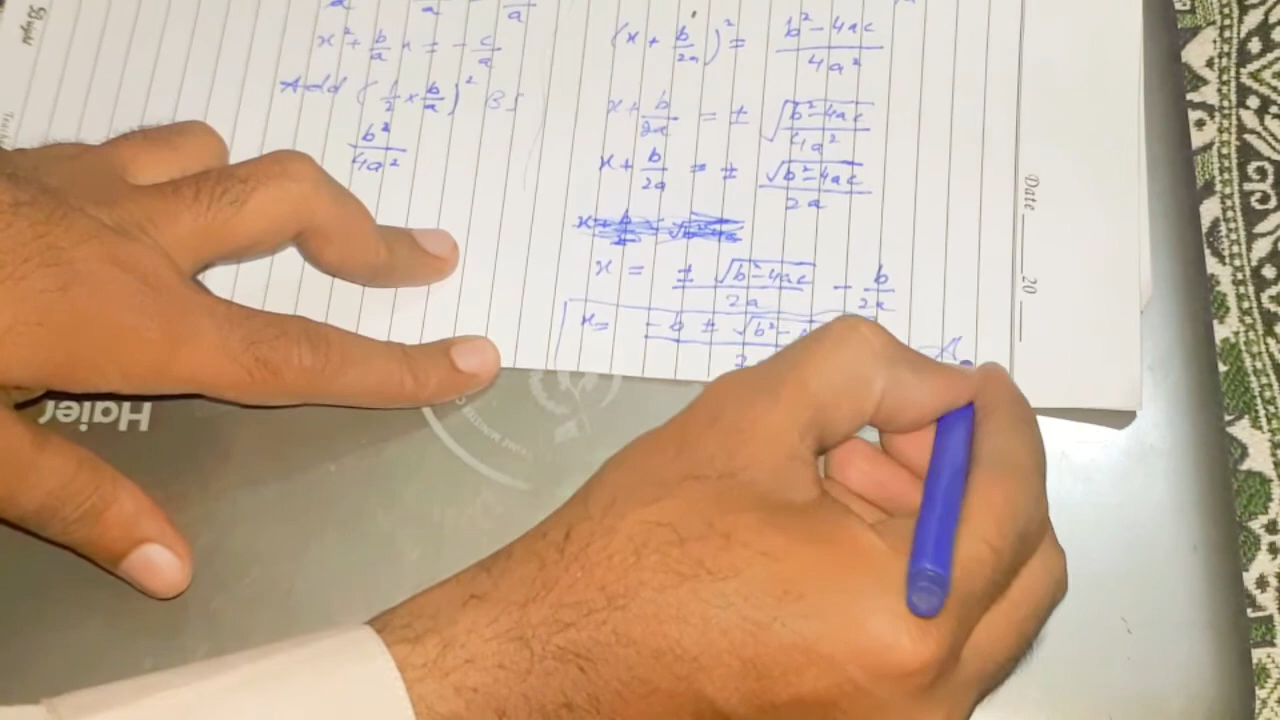 x² + b/a x = - c/a
Add (1/2 × b/a)² BS
b²/4a²
(x + b/2a)² = b² - 4ac / 4a²
x + b/2a = ± √(b² - 4ac / 4a²)
x + b/2a = ± √(b² - 4ac) / 2a
x = ± √(b² - 4ac) / 2a - b/2a
x = - b ± √b² -
Date 20
Haier